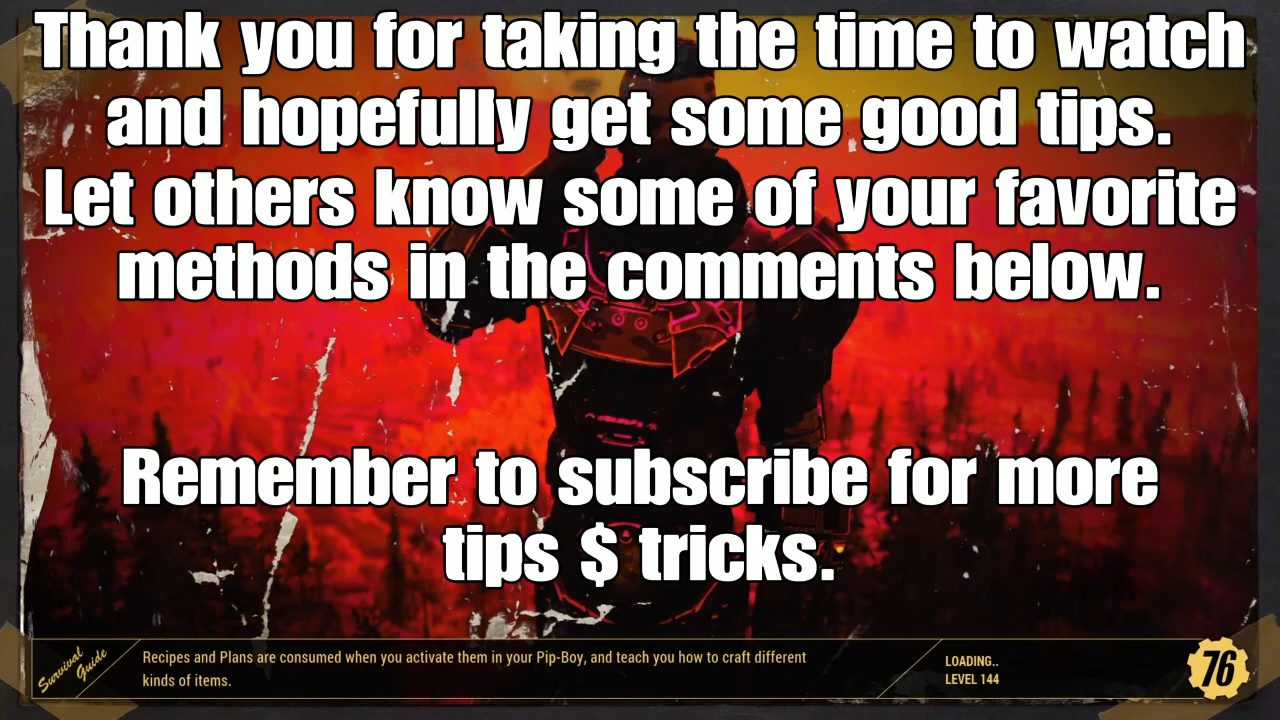 Thank you for taking the time to watch
and hopefully get some good tips.
Let others know some of your favorite
methods in the comments below.
Remember to subscribe for more
tips $ tricks.
Survival
Guide
Recipes and Plans are consumed when you activate them in your Pip-Boy, and teach you how to craft different
kinds of items.
LOADING..
LEVEL 144
76